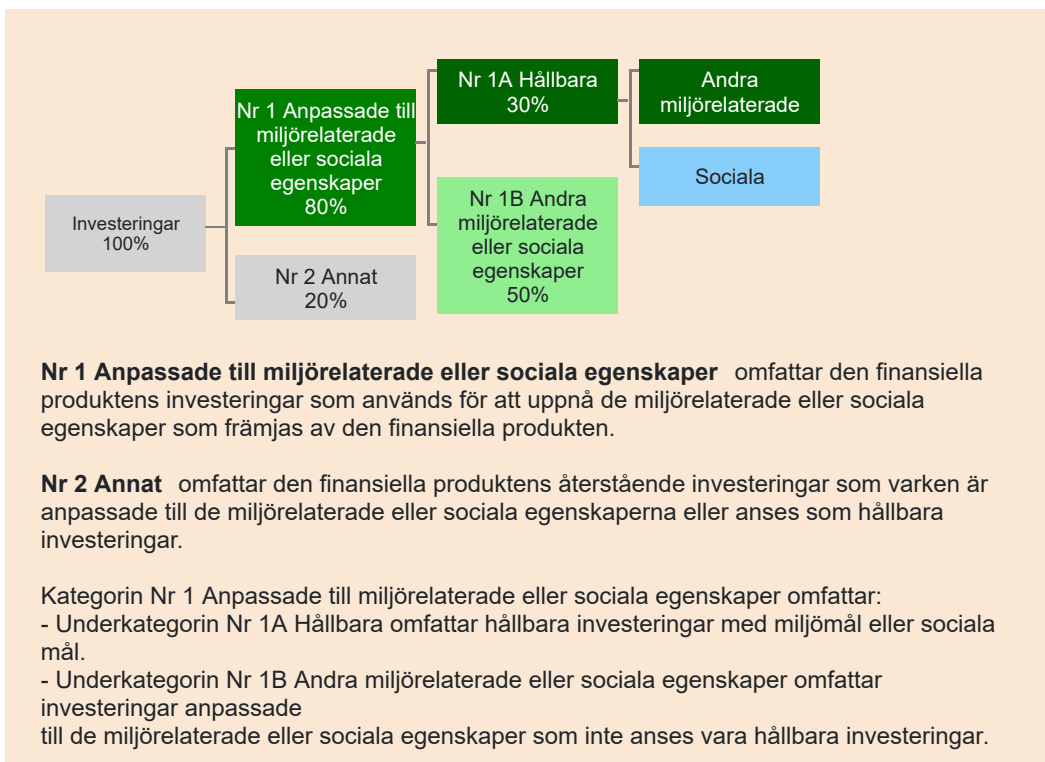 Investeringar
100%
Nr 1 Anpassade till
miljörelaterade
eller sociala
egenskaper
80%
Nr 2 Annat
20%
Nr 1A Hållbara
30%
Nr 1B Andra
miljörelaterade
eller sociala
egenskaper
50%
Andra
miljörelaterade
Sociala
Nr 1 Anpassade till miljörelaterade eller sociala egenskaper omfattar den finansiella
produktens investeringar som används för att uppnå de miljörelaterade eller sociala
egenskaper som främjas av den finansiella produkten.
Nr 2 Annat omfattar den finansiella produktens återstående investeringar som varken är
anpassade till de miljörelaterade eller sociala egenskaperna eller anses som hållbara
investeringar.
Kategorin Nr 1 Anpassade till miljörelaterade eller sociala egenskaper omfattar:
- Underkategorin Nr 1A Hållbara omfattar hållbara investeringar med miljömål eller sociala
mål.
- Underkategorin Nr 1B Andra miljörelaterade eller sociala egenskaper omfattar
investeringar anpassade
till de miljörelaterade eller sociala egenskaper som inte anses vara hållbara investeringar.